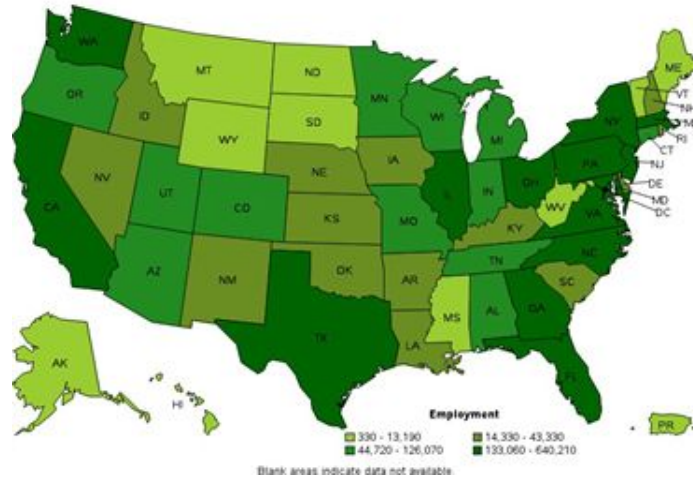 WA
MT
ND
ME
OR
MN
VT
ID
WI
NY
SD
WY
MI
RI
CT
IA
PA
NJ
NE
NV
OH
DE
IL
IN
MD
UT
WV
CO
VA
DC
CA
KS
MO
KY
NC
TN
OK
AZ
NM
AR
SC
MS
AL
GA
TX
LA
AK
FL
HI
PR
Employment
330 - 13,190 14,330 - 43,330
44,720 - 126,070 133,060 - 640,210
Blank areas indicate data not available.